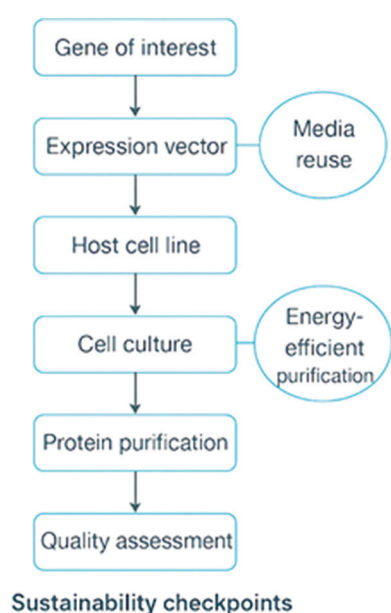 Gene of interest
Expression vector
Media
reuse
Host cell line
Cell culture
Energy-
efficient
purification
Protein purification
Quality assessment
Sustainability checkpoints